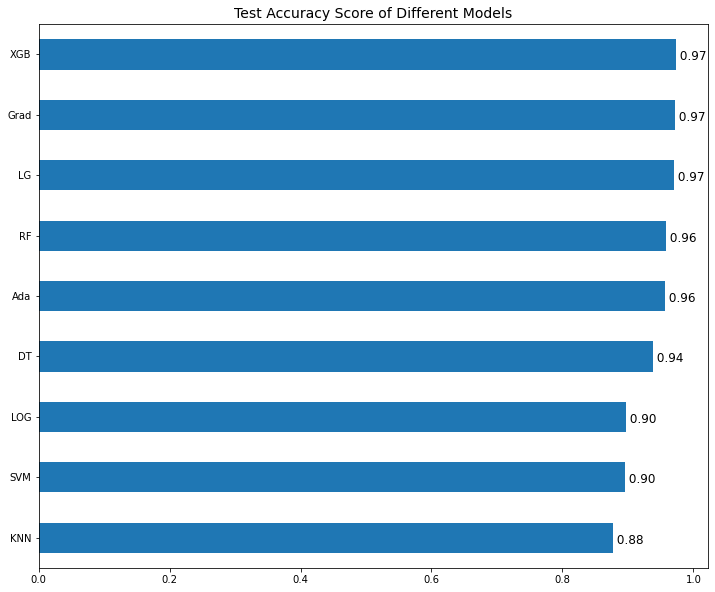 Test Accuracy Score of Different Models
XGB 0.97
Grad 0.97
LG 0.97
RF 0.96
Ada 0.96
DT 0.94
LOG 0.90
SVM 0.90
KNN 0.88
0.0 0.2 0.4 0.6 0.8 1.0